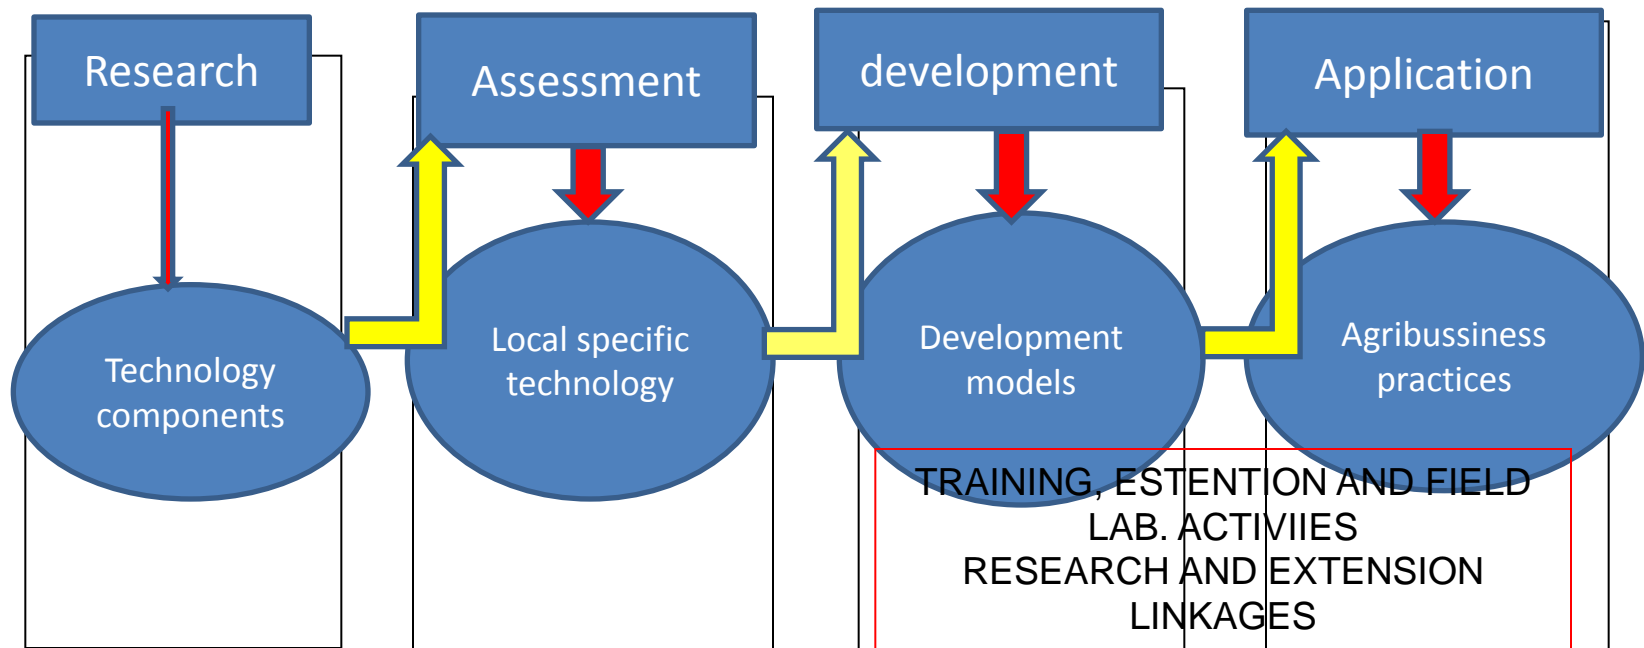 Research
Assessment
development
Application
Technology
components
Local specific
technology
Development
models
Agribussiness
practices
TRAINING, ESTENTION AND FIELD
LAB. ACTIVIIES
RESEARCH AND EXTENSION
LINKAGES